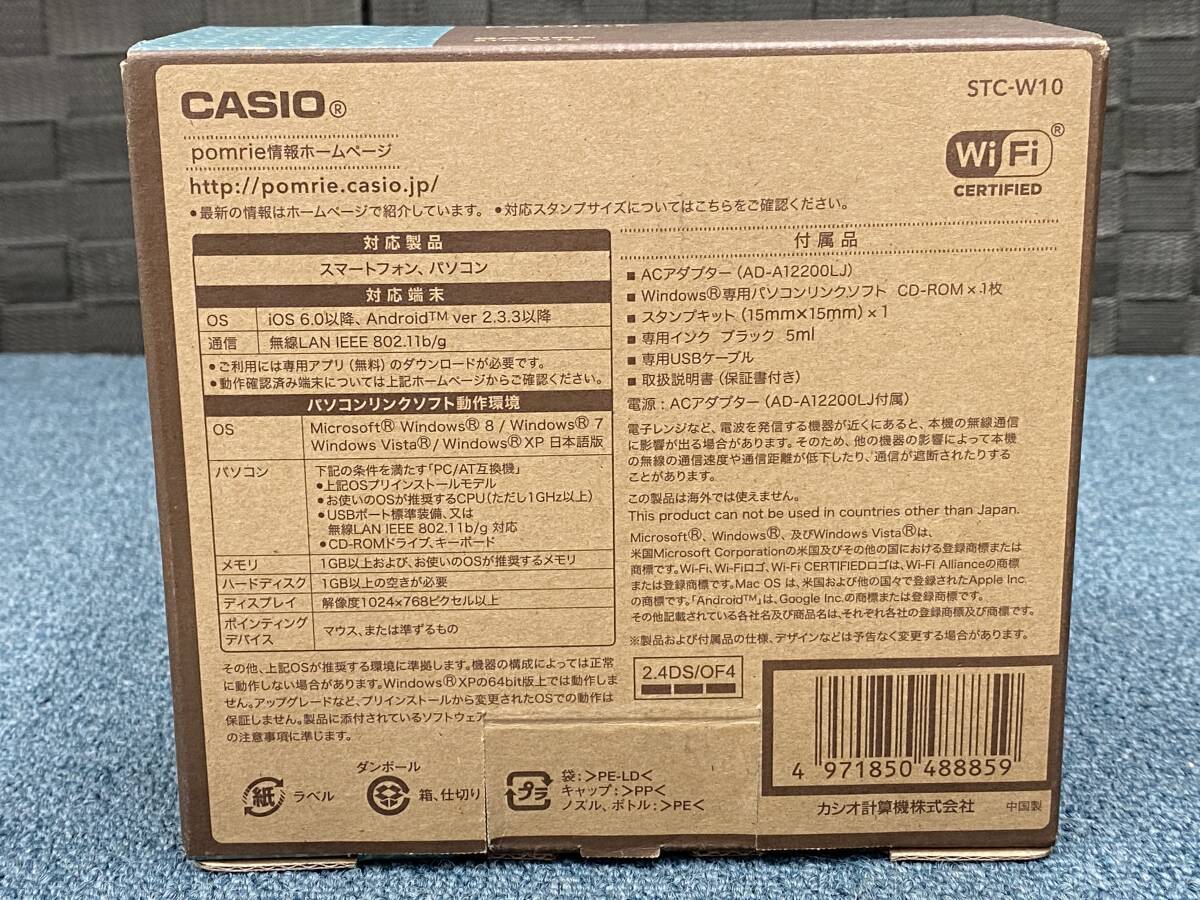 CASIO®
STC-W10
pomrie情報ホームページ
http://pomrie.casio.jp/
Wi Fi®
CERTIFIED
●最新の情報はホームページで紹介しています。 ●対応スタンプサイズについてはこちらをご確認ください。
対応製品
スマートフォン、パソコン
対応端末
OS iOS 6.0以降、Android™ ver 2.3.3以降
通信 無線LAN IEEE 802.11b/g
●ご利用には専用アプリ（無料）のダウンロードが必要です。
●動作確認済み端末については上記ホームページからご確認ください。
パソコンリンクソフト動作環境
OS Microsoft® Windows® 8 / Windows® 7
Windows Vista® / Windows® XP 日本語版
パソコン 下記の条件を満たす「PC/AT互換機」
●上記OSプリインストールモデル
●お使いのOSが推奨するCPU（ただし1GHz以上）
●USBポート標準装備、又は
無線LAN IEEE 802.11b/g 対応
●CD-ROMドライブ、キーボード
メモリ 1GB以上および、お使いのOSが推奨するメモリ
ハードディスク 1GB以上の空きが必要
ディスプレイ 解像度1024×768ピクセル以上
ポインティング
デバイス マウス、または準ずるもの
その他、上記OSが推奨する環境に準拠します。機器の構成によっては正常
に動作しない場合があります。Windows® XPの64bit版上では動作しま
せん。アップグレードなど、プリインストールから変更されたOSでの動作は
保証しません。製品に添付されているソフトウェア
の注意事項に準じます。
付属品
■ ACアダプター（AD-A12200LJ）
■ Windows®専用パソコンリンクソフト CD-ROM×1枚
■ スタンプキット（15mm×15mm）×1
■ 専用インク ブラック 5ml
■ 専用USBケーブル
■ 取扱説明書（保証書付き）
電源：ACアダプター（AD-A12200LJ付属）
電子レンジなど、電波を発信する機器が近くにあると、本機の無線通信
に影響が出る場合があります。そのため、他の機器の影響によって本機
の無線の通信速度や通信距離が低下したり、通信が遮断されたりする
ことがあります。
この製品は海外では使えません。
This product can not be used in countries other than Japan.
Microsoft®、Windows®、及びWindows Vista®は、
米国Microsoft Corporationの米国及びその他の国における登録商標または
商標です。Wi-Fi、Wi-Fiロゴ、Wi-Fi CERTIFIEDロゴは、Wi-Fi Allianceの商標
または登録商標です。Mac OS は、米国および他の国々で登録されたApple Inc.
の商標です。「Android™」は、Google Inc.の商標または登録商標です。
その他記載されている各社名及び商品名は、それぞれ各社の登録商標及び商標です。
※製品および付属品の仕様、デザインなどは予告なく変更する場合があります。
2.4DS/OF4
4 971850 488859
カシオ計算機株式会社 中国製
紙 ラベル
ダンボール
箱、仕切り
プラ
袋：＞PE-LD＜
キャップ：＞PP＜
ノズル、ボトル：＞PE＜